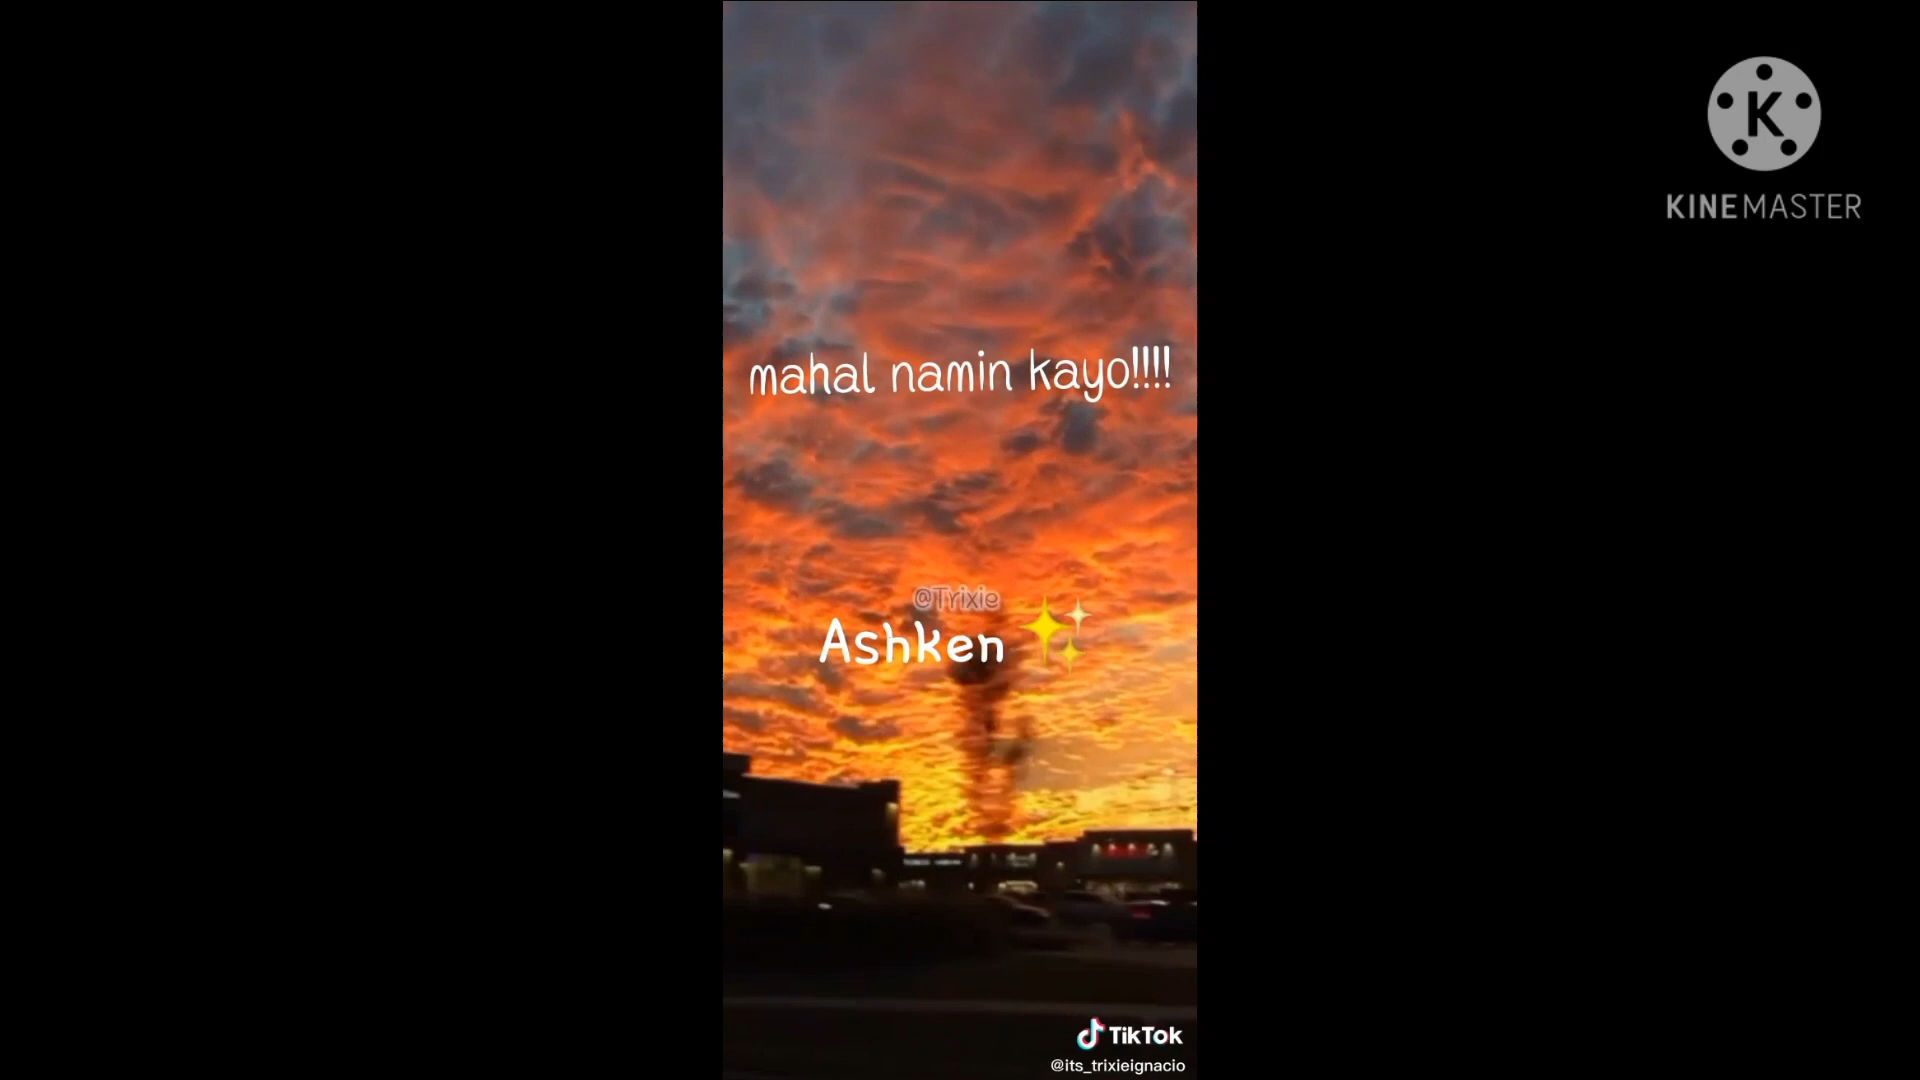 K
KINEMASTER
mahal namin kayo!!!!
@Trixie
Ashken
TikTok
@its_trixieignacio